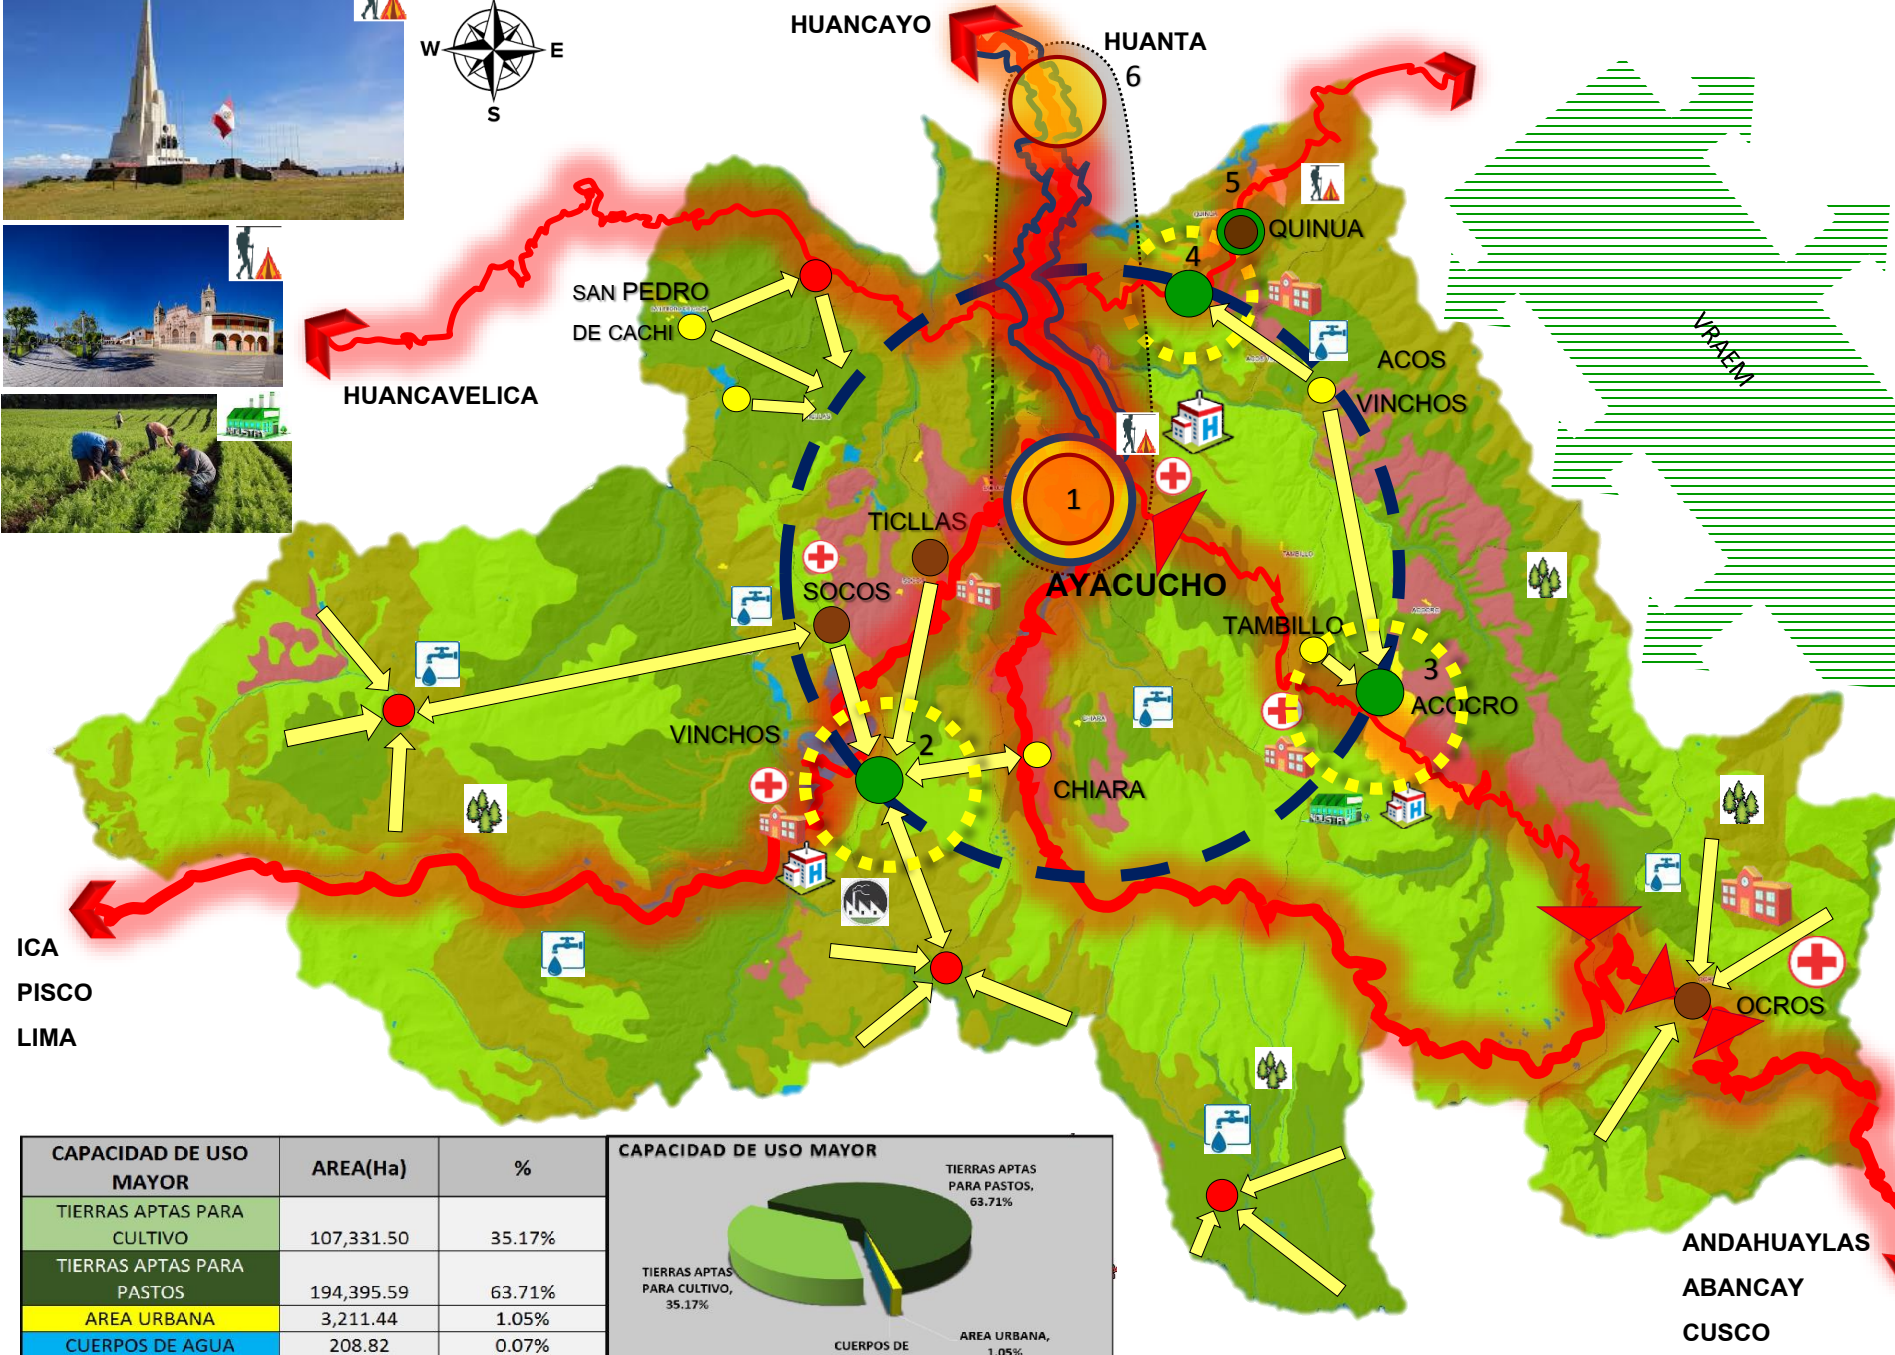 HUANCAYO
HUANTA
6
W
E
S
5
QUINUA
4
SAN PEDRO
DE CACHI
HUANCAVELICA
VRAEM
ACOS
VINCHOS
H
1
TICLLAS
AYACUCHO
SOCOS
TAMBILLO
TAMBILLO
ACOCRO
3
ACOCRO
VINCHOS
2
CHIARA
CHIARA
INDUSTRY
H
H
OCROS
ICA
PISCO
LIMA
ANDAHUAYLAS
ABANCAY
CUSCO
CAPACIDAD DE USO
MAYOR
AREA(Ha)
%
TIERRAS APTAS PARA
CULTIVO
107,331.50
35.17%
TIERRAS APTAS PARA
PASTOS
194,395.59
63.71%
AREA URBANA
3,211.44
1.05%
CUERPOS DE AGUA
208.82
0.07%
CAPACIDAD DE USO MAYOR
TIERRAS APTAS
PARA PASTOS,
63.71%
TIERRAS APTAS
PARA CULTIVO,
35.17%
CUERPOS DE
AREA URBANA,
1.05%